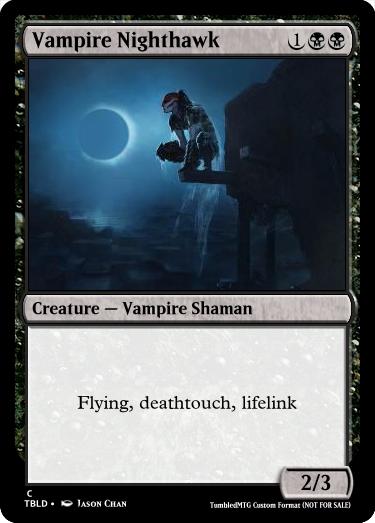 Vampire Nighthawk 1
Creature — Vampire Shaman
Flying, deathtouch, lifelink
2/3
C
TBLD • Jason Chan
TumbledMTG Custom Format (NOT FOR SALE)